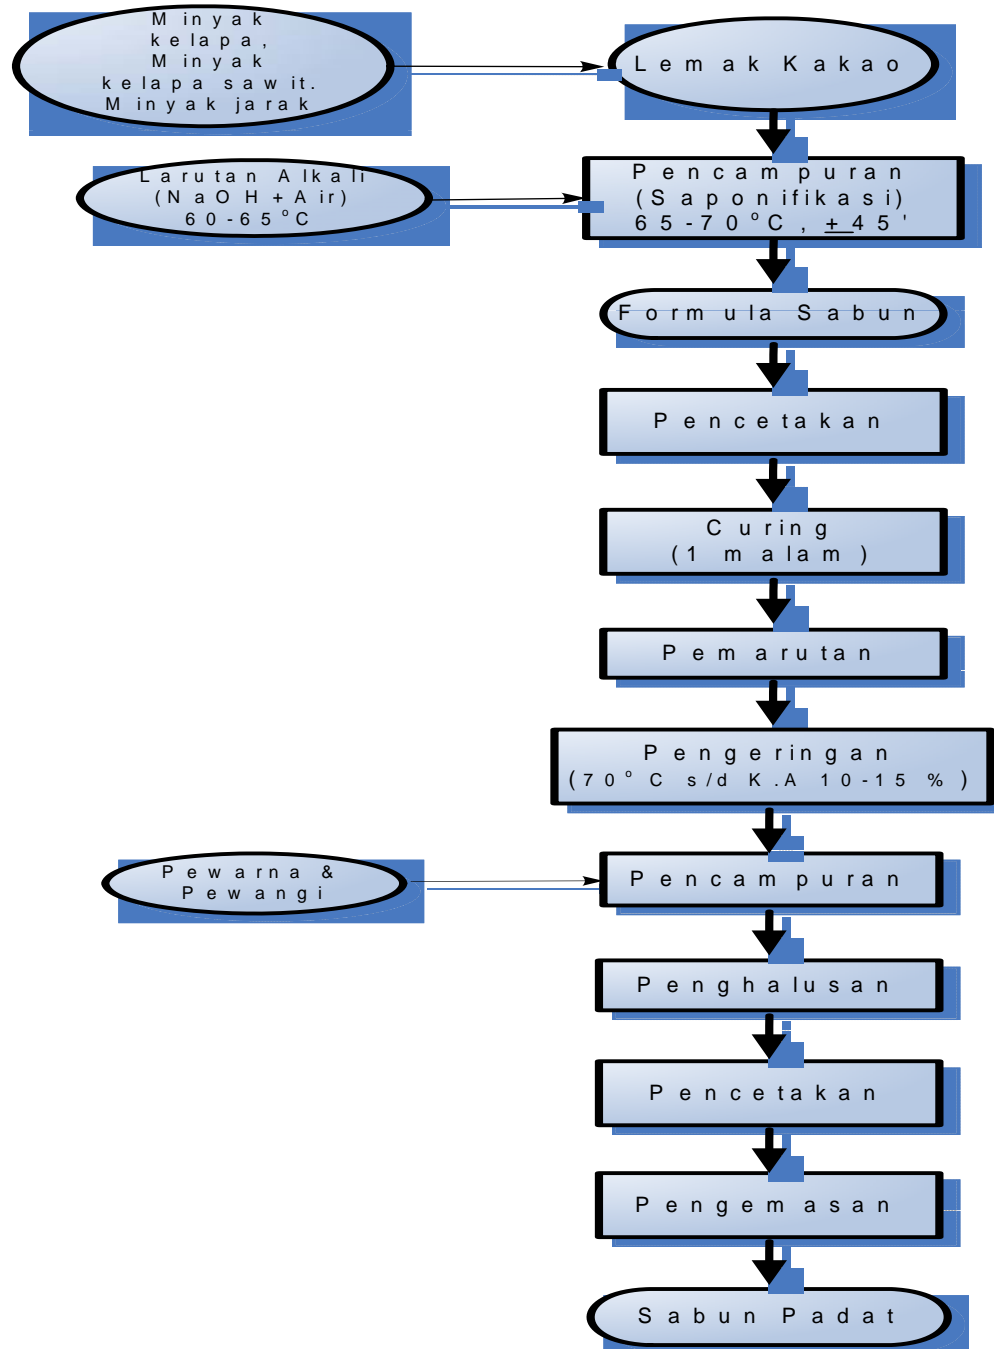 Minyak
kelapa,
Minyak
kelapa sawit.
Minyak jarak
Lemak Kakao
Larutan Alkali
(NaOH+Air)
60-65°C
Pencampuran
(Saponifikasi)
65-70°C, ± 45'
Formula Sabun
Pencetakan
Curing
(1 malam)
Pemarutan
Pengeringan
(70°C s/d K.A 10-15 %)
Pewarna &
Pewangi
Pencampuran
Penghalusan
Pencetakan
Pengemasan
Sabun Padat